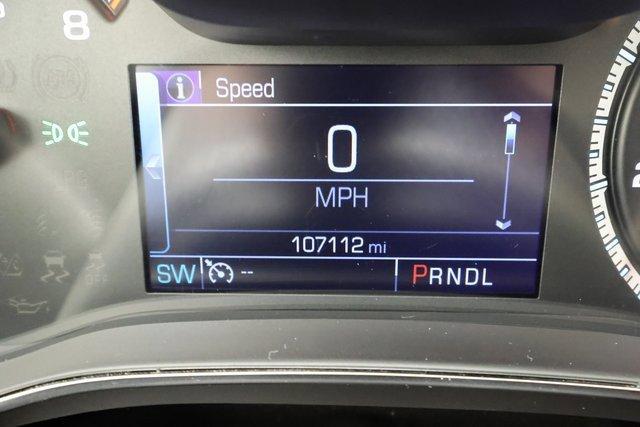 8
i Speed
0
MPH
107112 mi
SW -- PRNDL